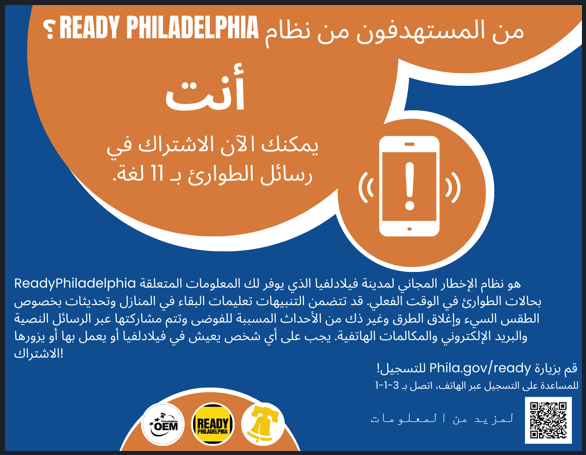 من المستهدفون من نظام READY PHILADELPHIA؟
أنت
يمكنك الآن الاشتراك في
رسائل الطوارئ بـ 11 لغة.
ReadyPhiladelphia هو نظام الإخطار المجاني لمدينة فيلادلفيا الذي يوفر لك المعلومات المتعلقة
بحالات الطوارئ في الوقت الفعلي. قد تتضمن التنبيهات تعليمات البقاء في المنازل وتحديثات بخصوص
الطقس السيء وإغلاق الطرق وغير ذلك من الأحداث المسببة للفوضى وتتم مشاركتها عبر الرسائل النصية
والبريد الإلكتروني والمكالمات الهاتفية. يجب على أي شخص يعيش في فيلادلفيا أو يعمل بها أو يزورها
الاشتراك!
قم بزيارة Phila.gov/ready للتسجيل!
للمساعدة على التسجيل عبر الهاتف، اتصل بـ 3-1-1
لمزيد من المعلومات
OEM
READY
PHILADELPHIA